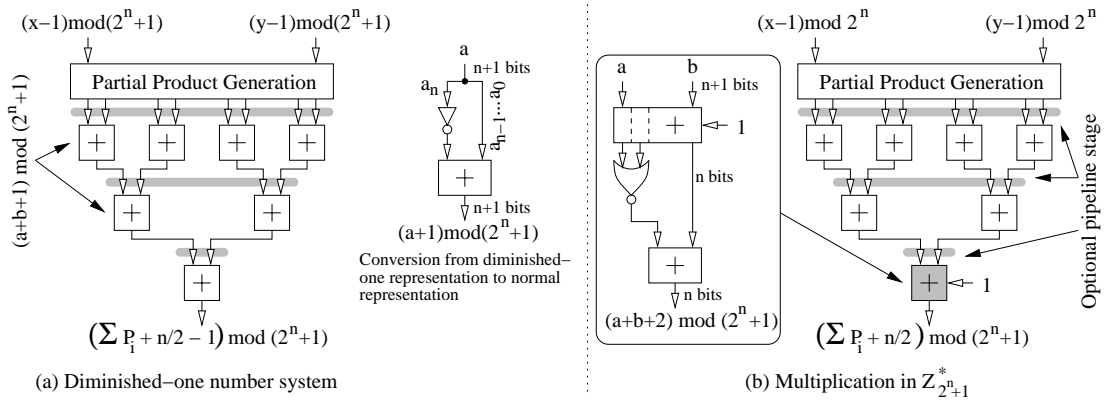 (x−1)mod(2^n+1)
(y−1)mod(2^n+1)
Partial Product Generation
+
+
+
+
(a+b+1) mod (2^n+1)
+
+
+
(∑ P_i + n/2 − 1) mod (2^n+1)
a
n+1 bits
a_n
a_{n−1}...a_0
+
n+1 bits
(a+1)mod(2^n+1)
Conversion from diminished−
one representation to normal
representation
(a) Diminished−one number system
a
b
n+1 bits
+
1
n bits
+
n bits
(a+b+2) mod (2^n+1)
(x−1)mod 2^n
(y−1)mod 2^n
Partial Product Generation
+
+
+
+
+
+
+
1
Optional pipeline stage
(∑ P_i + n/2) mod (2^n+1)
(b) Multiplication in Z*_{2^n+1}